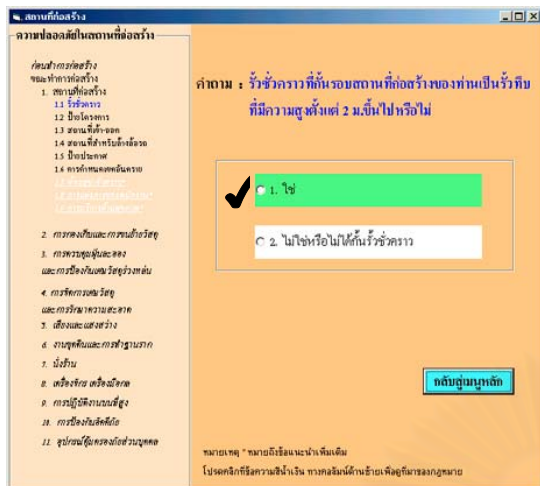 สถานที่ก่อสร้าง
ความปลอดภัยในสถานที่ก่อสร้าง
ก่อนทำการก่อสร้าง
ขณะทำการก่อสร้าง
1. สถานที่ก่อสร้าง
1.1 รั้วชั่วคราว
1.2 ป้ายโครงการ
1.3 สถานที่เข้า-ออก
1.4 สถานที่สำหรับล้างล้อรถ
1.5 ป้ายประกาศ
1.6 การกำหนดเขตอันตราย
2. การกองเก็บและการขนย้ายวัสดุ
3. การควบคุมฝุ่นละออง
และการป้องกันเศษวัสดุร่วงหล่น
4. การจัดการเศษวัสดุ
และการรักษาความสะอาด
5. เสียงและแสงสว่าง
6. งานขุดดินและการทำฐานราก
7. นั่งร้าน
8. เครื่องจักร เครื่องมือกล
9. การปฏิบัติงานบนที่สูง
10. การป้องกันอัคคีภัย
11. อุปกรณ์คุ้มครองภัยส่วนบุคคล
คำถาม : รั้วชั่วคราวที่กั้นรอบสถานที่ก่อสร้างของท่านเป็นรั้วทึบ
ที่มีความสูงตั้งแต่ 2 ม.ขึ้นไปหรือไม่
1. ใช่
2. ไม่ใช่หรือไม่ได้กั้นรั้วชั่วคราว
กลับสู่เมนูหลัก
หมายเหตุ * หมายถึงข้อแนะนำเพิ่มเติม
โปรดคลิกที่ข้อความสีน้ำเงิน ทางคอลัมน์ด้านซ้ายเพื่อดูที่มาของกฎหมาย